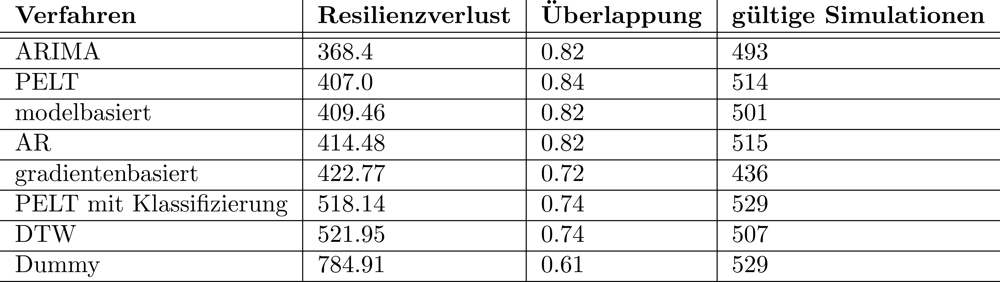 Verfahren Resilienzverlust Überlappung gültige Simulationen
ARIMA 368.4 0.82 493
PELT 407.0 0.84 514
modelbasiert 409.46 0.82 501
AR 414.48 0.82 515
gradientenbasiert 422.77 0.72 436
PELT mit Klassifizierung 518.14 0.74 529
DTW 521.95 0.74 507
Dummy 784.91 0.61 529